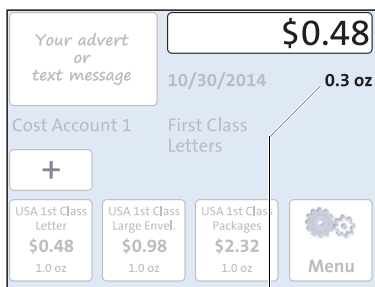 Your advert
or
text message
$0.48
10/30/2014
0.3 oz
Cost Account 1
First Class
Letters
+
USA 1st Class
Letter
$0.48
1.0 oz
USA 1st Class
Large Envel.
$0.98
1.0 oz
USA 1st Class
Packages
$2.32
1.0 oz
Menu